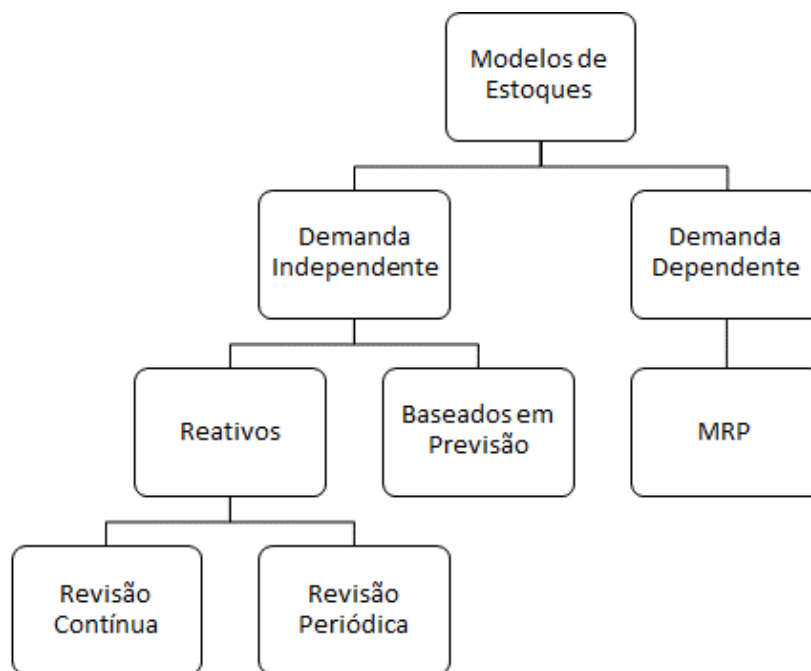 Modelos de
Estoques
Demanda
Independente
Demanda
Dependente
Reativos
Baseados em
Previsão
MRP
Revisão
Contínua
Revisão
Periódica